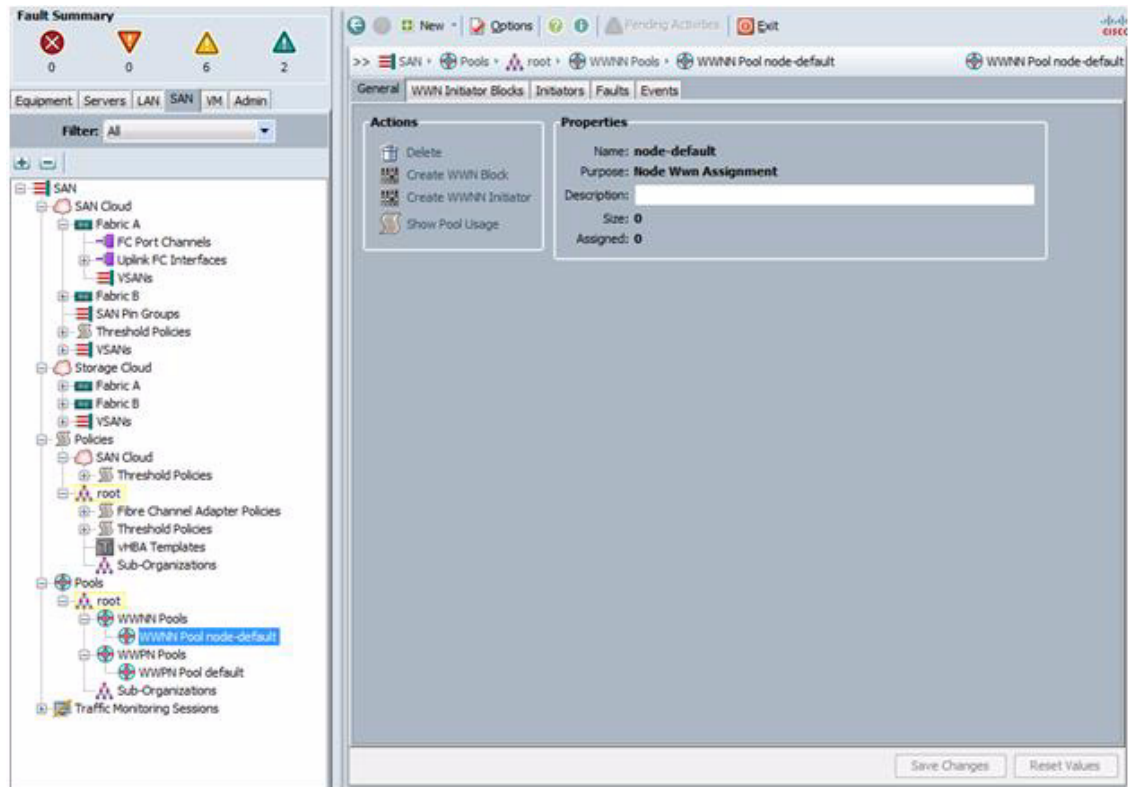 Fault Summary
0 0 6 2
Equipment Servers LAN SAN VM Admin
Filter: All
SAN
SAN Cloud
Fabric A
FC Port Channels
Uplink FC Interfaces
VSANs
Fabric B
SAN Pin Groups
Threshold Policies
VSANs
Storage Cloud
Fabric A
Fabric B
VSANs
Policies
SAN Cloud
Threshold Policies
root
Fibre Channel Adapter Policies
Threshold Policies
vHBA Templates
Sub-Organizations
Pools
root
WWNN Pools
WWNN Pool node-default
WWPN Pools
WWPN Pool default
Sub-Organizations
Traffic Monitoring Sessions
New Options Pending Activities Exit
cisco
>> SAN Pools root WWNN Pools WWNN Pool node-default WWNN Pool node-default
General WWN Initiator Blocks Initiators Faults Events
Actions
Delete
Create WWN Block
Create WWNN Initiator
Show Pool Usage
Properties
Name: node-default
Purpose: Node Wwn Assignment
Description:
Size: 0
Assigned: 0
Save Changes Reset Values